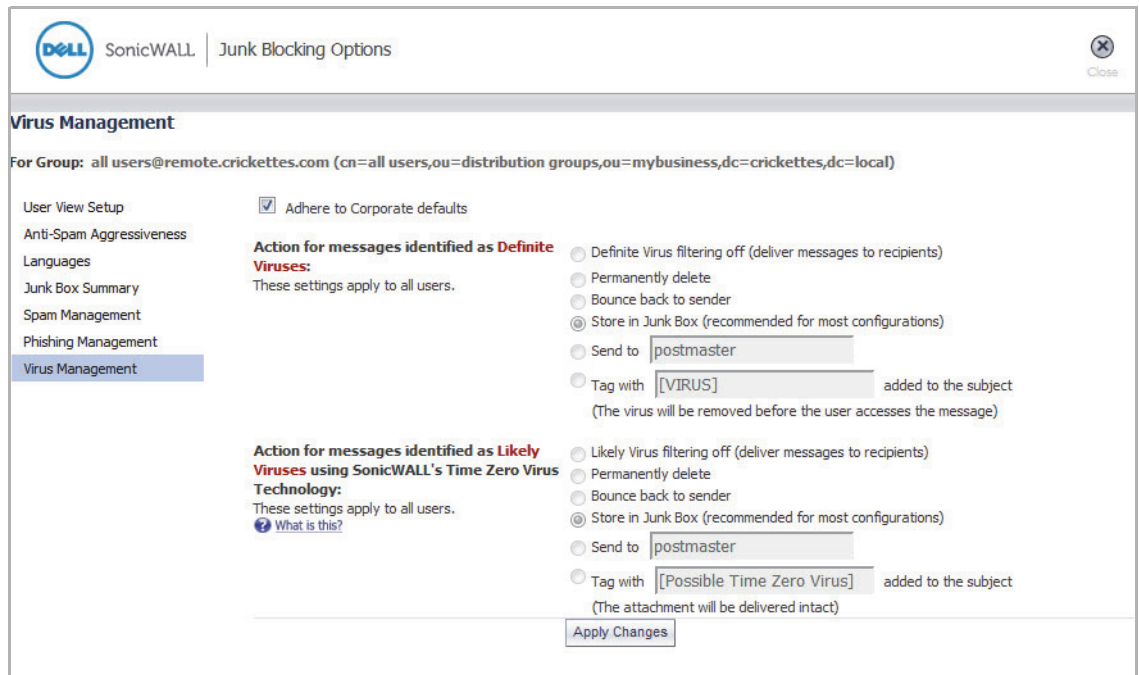 DELL SonicWALL Junk Blocking Options
Close
Virus Management
For Group: all users@remote.crickettes.com (cn=all users,ou=distribution groups,ou=mybusiness,dc=crickettes,dc=local)
User View Setup
Anti-Spam Aggressiveness
Languages
Junk Box Summary
Spam Management
Phishing Management
Virus Management
Adhere to Corporate defaults
Action for messages identified as Definite
Viruses:
These settings apply to all users.
Definite Virus filtering off (deliver messages to recipients)
Permanently delete
Bounce back to sender
Store in Junk Box (recommended for most configurations)
Send to postmaster
Tag with [VIRUS] added to the subject
(The virus will be removed before the user accesses the message)
Action for messages identified as Likely
Viruses using SonicWALL's Time Zero Virus
Technology:
These settings apply to all users.
? What is this?
Likely Virus filtering off (deliver messages to recipients)
Permanently delete
Bounce back to sender
Store in Junk Box (recommended for most configurations)
Send to postmaster
Tag with [Possible Time Zero Virus] added to the subject
(The attachment will be delivered intact)
Apply Changes